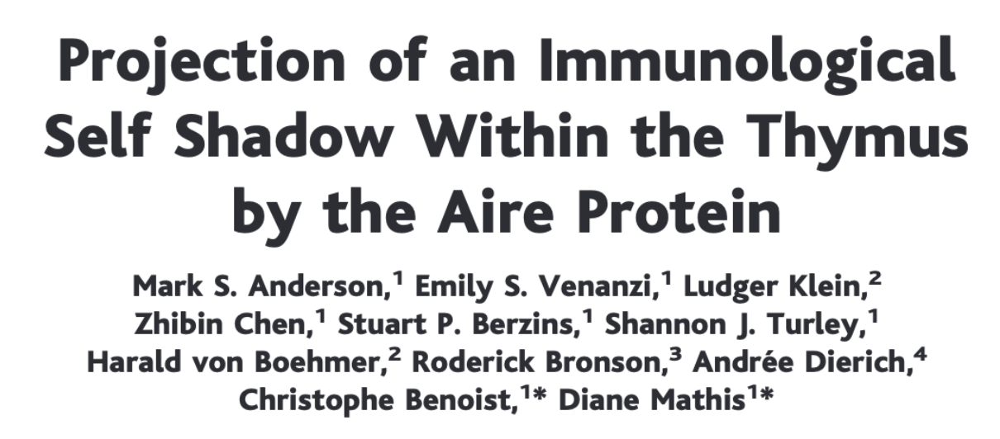 Projection of an Immunological
Self Shadow Within the Thymus
by the Aire Protein
Mark S. Anderson,¹ Emily S. Venanzi,¹ Ludger Klein,²
Zhibin Chen,¹ Stuart P. Berzins,¹ Shannon J. Turley,¹
Harald von Boehmer,² Roderick Bronson,³ Andrée Dierich,⁴
Christophe Benoist,¹* Diane Mathis¹*